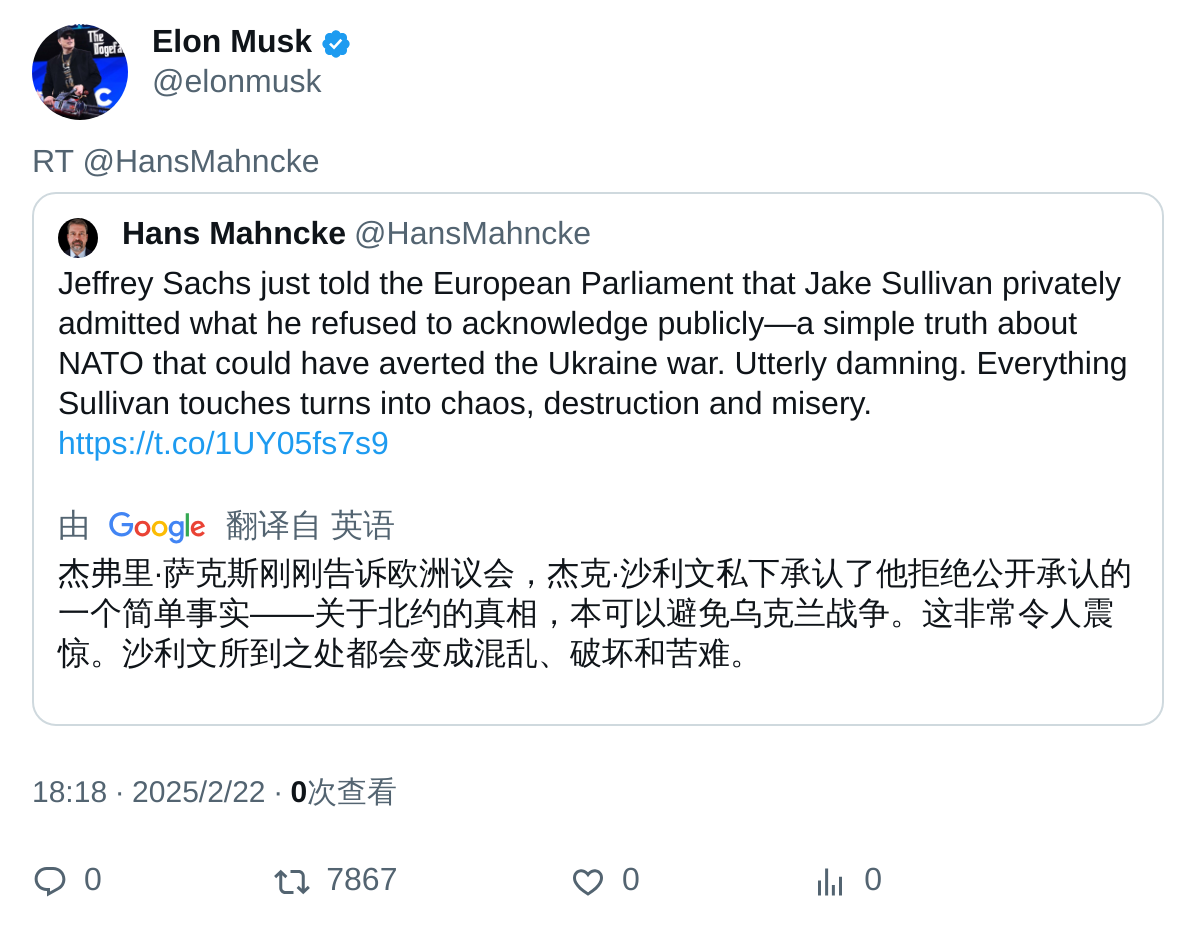 The
Dogefa
C
Elon Musk
@elonmusk
RT @HansMahncke
Hans Mahncke @HansMahncke
Jeffrey Sachs just told the European Parliament that Jake Sullivan privately
admitted what he refused to acknowledge publicly—a simple truth about
NATO that could have averted the Ukraine war. Utterly damning. Everything
Sullivan touches turns into chaos, destruction and misery.
https://t.co/1UY05fs7s9
由 Google 翻译自 英语
杰弗里·萨克斯刚刚告诉欧洲议会，杰克·沙利文私下承认了他拒绝公开承认的
一个简单事实——关于北约的真相，本可以避免乌克兰战争。这非常令人震
惊。沙利文所到之处都会变成混乱、破坏和苦难。
18:18 · 2025/2/22 · 0次查看
0 7867 0 0